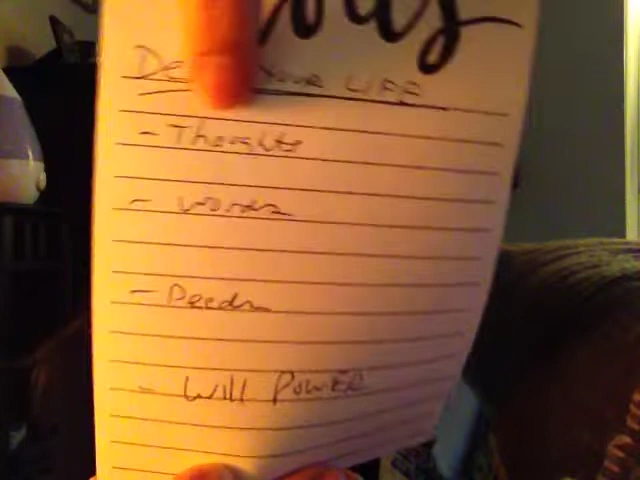 YOUR LIFE
- Thoughts
- words
- Deeds
- Will POWER